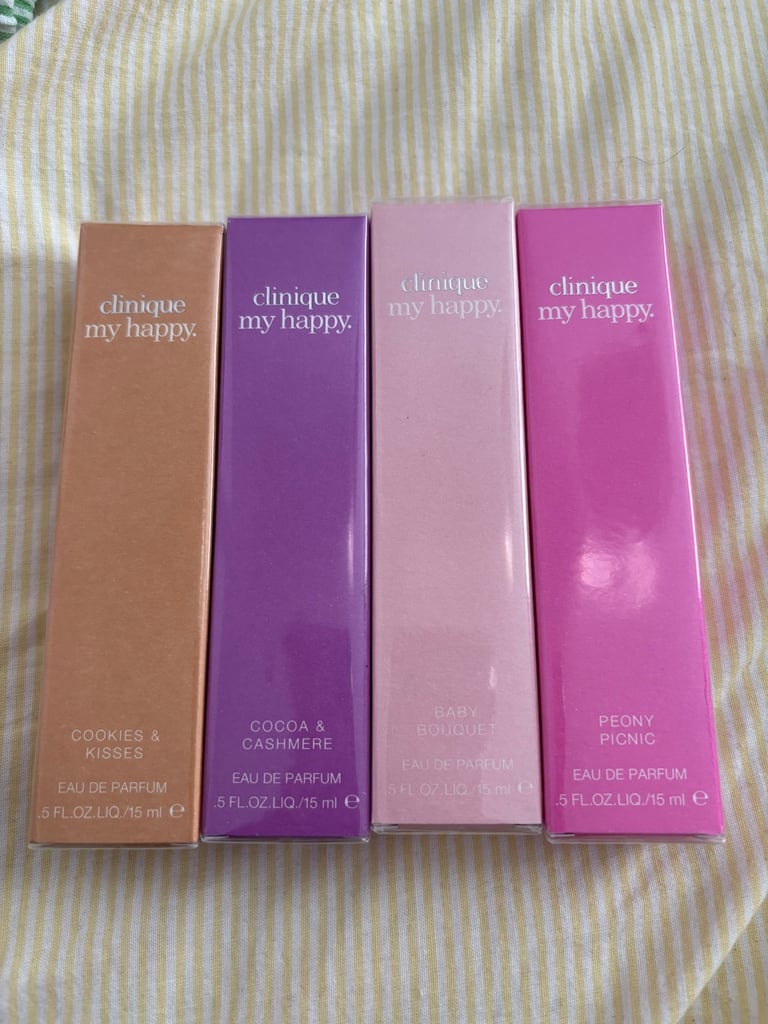 clinique
my happy.
COOKIES &
KISSES
EAU DE PARFUM
.5 FL.OZ.LIQ./15 ml ℮
clinique
my happy.
COCOA &
CASHMERE
EAU DE PARFUM
.5 FL.OZ.LIQ./15 ml ℮
clinique
my happy.
BABY
BOUQUET
EAU DE PARFUM
.5 FL.OZ.LIQ./15 ml ℮
clinique
my happy.
PEONY
PICNIC
EAU DE PARFUM
.5 FL.OZ.LIQ./15 ml ℮